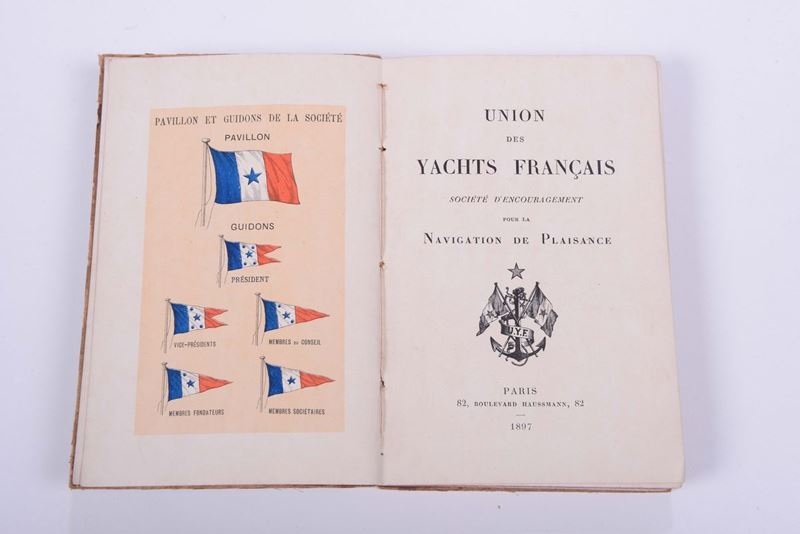 PAVILLON ET GUIDONS DE LA SOCIÉTÉ
PAVILLON
GUIDONS
PRÉSIDENT
VICE-PRÉSIDENTS
MEMBRES DU CONSEIL
MEMBRES FONDATEURS
MEMBRES SOCIÉTAIRES
UNION
DES
YACHTS FRANÇAIS
SOCIÉTÉ D'ENCOURAGEMENT
POUR LA
NAVIGATION DE PLAISANCE
U.Y.F.
PARIS
82, BOULEVARD HAUSSMANN, 82
1897